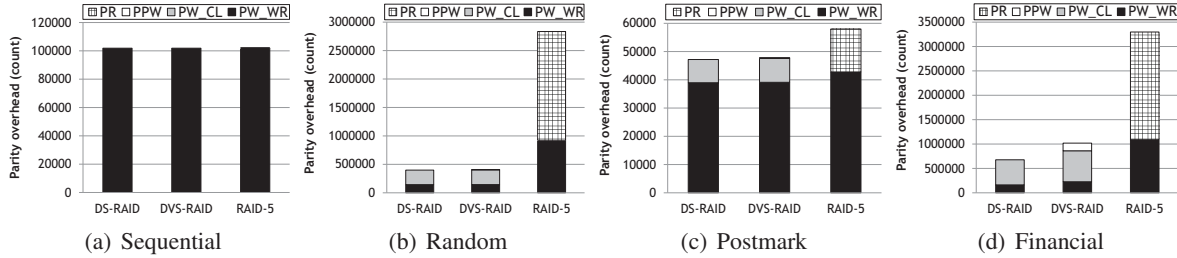 PR PPW PW_CL PW_WR
Parity overhead (count)
120000
100000
80000
60000
40000
20000
0
DS-RAID DVS-RAID RAID-5
(a) Sequential
PR PPW PW_CL PW_WR
Parity overhead (count)
3000000
2500000
2000000
1500000
1000000
500000
0
DS-RAID DVS-RAID RAID-5
(b) Random
PR PPW PW_CL PW_WR
Parity overhead (count)
60000
50000
40000
30000
20000
10000
0
DS-RAID DVS-RAID RAID-5
(c) Postmark
PR PPW PW_CL PW_WR
Parity overhead (count)
3500000
3000000
2500000
2000000
1500000
1000000
500000
0
DS-RAID DVS-RAID RAID-5
(d) Financial